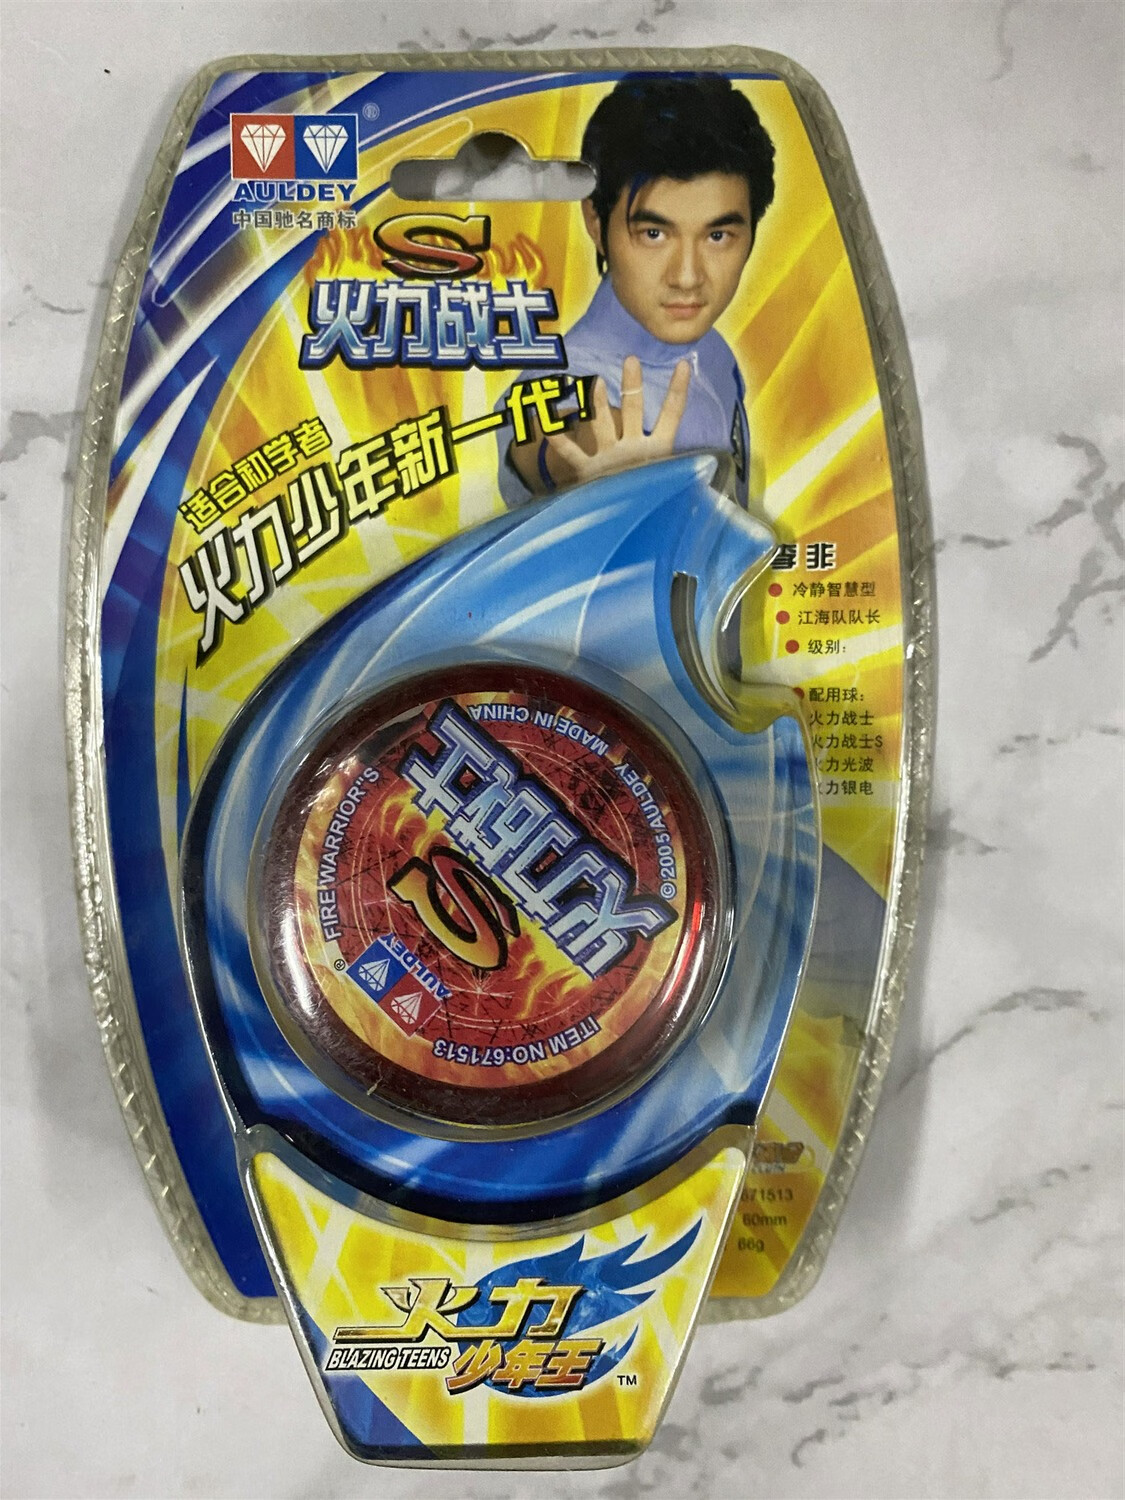 ®
AULDEY
中国驰名商标
S
火力战士
适合初学者
火力少年新一代！
李非
冷静智慧型
江海队队长
级别：
配用球：
火力战士
火力战士S
火力光波
火力银电
MADE IN CHINA
©2005 AULDEY
FIRE WARRIOR"S
火力战士
S
AULDEY
®
ITEM NO:671513
671513
60mm
66g
火力
BLAZING TEENS 少年王
TM